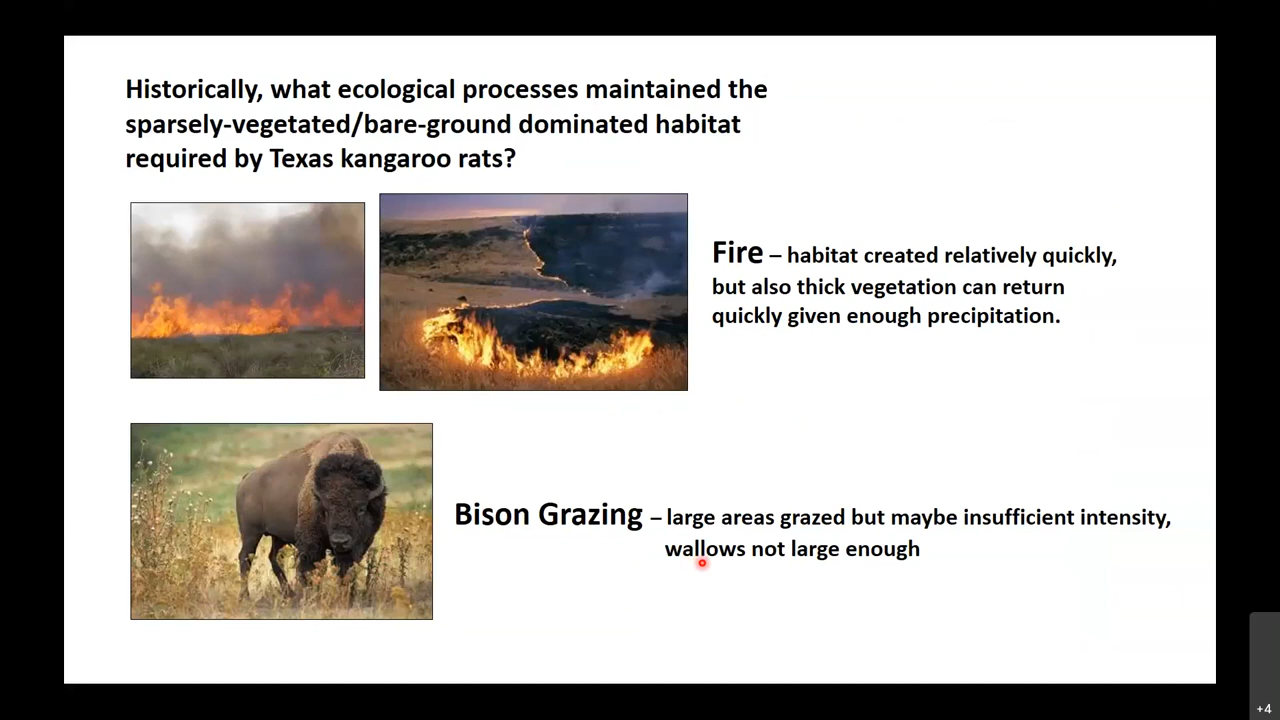 Historically, what ecological processes maintained the
sparsely-vegetated/bare-ground dominated habitat
required by Texas kangaroo rats?
Fire – habitat created relatively quickly,
but also thick vegetation can return
quickly given enough precipitation.
Bison Grazing – large areas grazed but maybe insufficient intensity,
wallows not large enough
+4